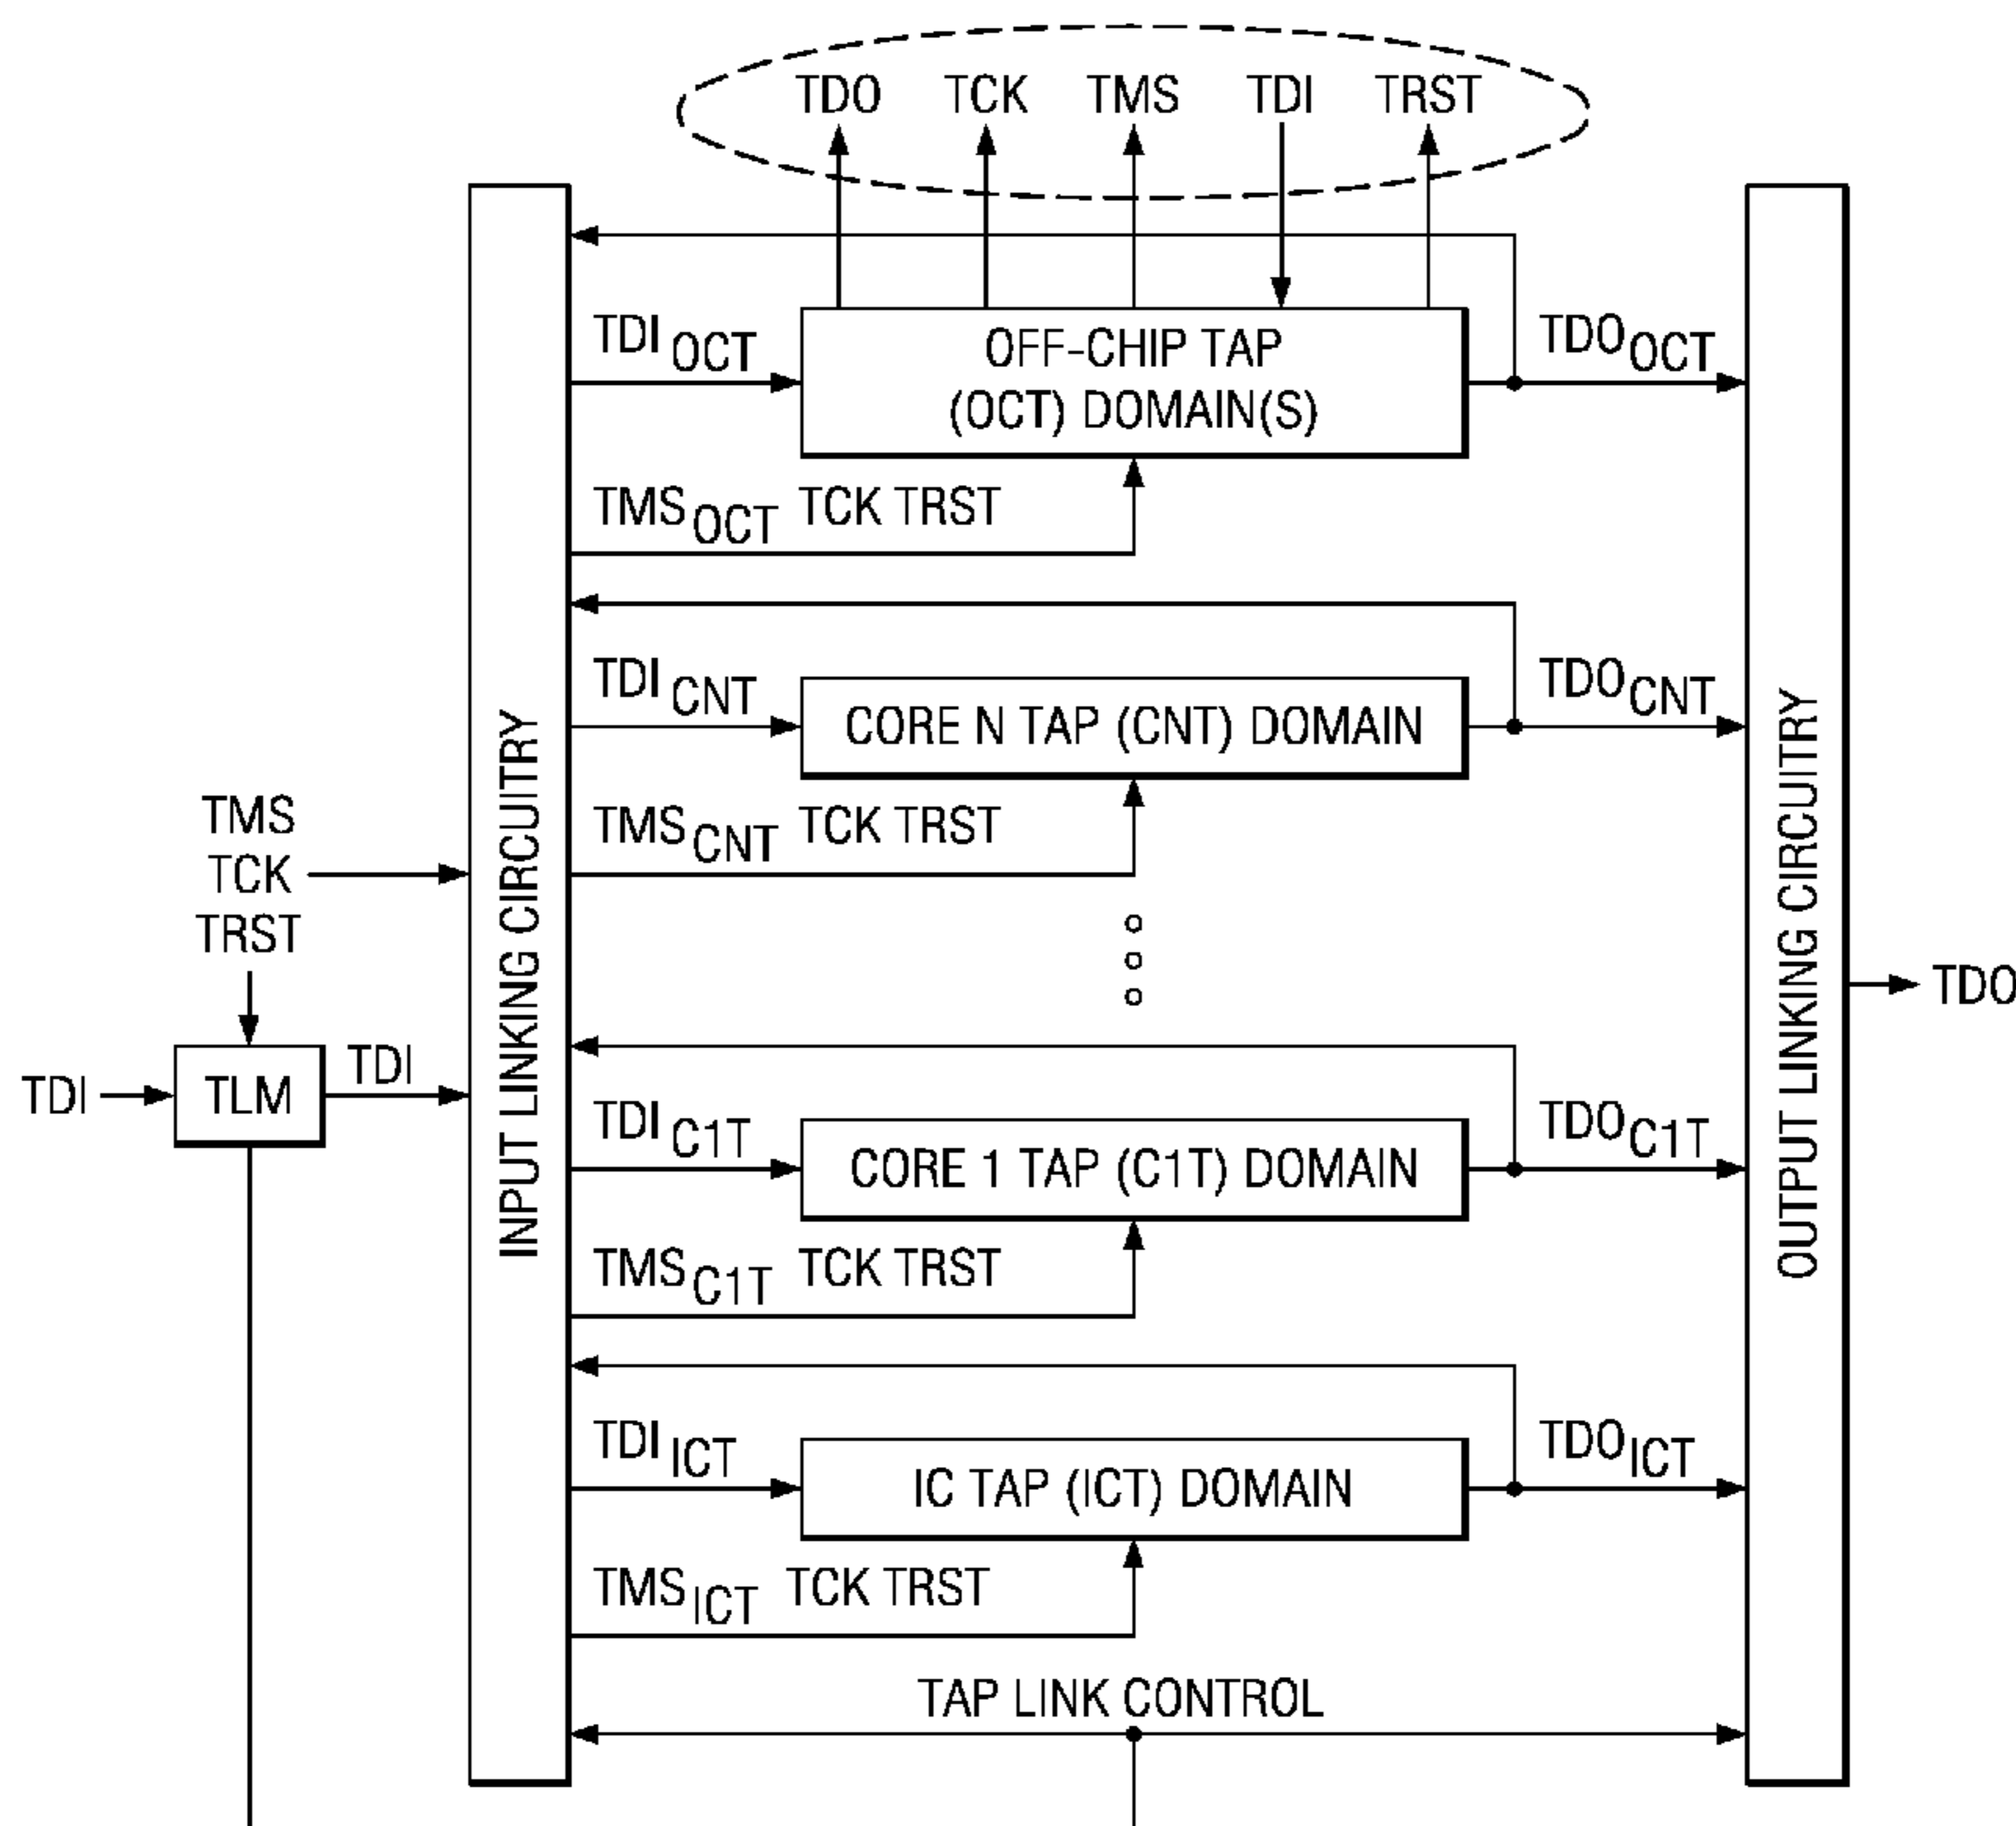 TDO TCK TMS TDI TRST
TDI OCT
OFF-CHIP TAP
(OCT) DOMAIN(S)
TDO OCT
TMS OCT TCK TRST
TDI CNT
CORE N TAP (CNT) DOMAIN
TDO CNT
TMS CNT TCK TRST
TMS
TCK
TRST
INPUT LINKING CIRCUITRY
OUTPUT LINKING CIRCUITRY
TDO
TDI
TLM
TDI
TDI C1T
CORE 1 TAP (C1T) DOMAIN
TDO C1T
TMS C1T TCK TRST
TDI ICT
IC TAP (ICT) DOMAIN
TDO ICT
TMS ICT TCK TRST
TAP LINK CONTROL